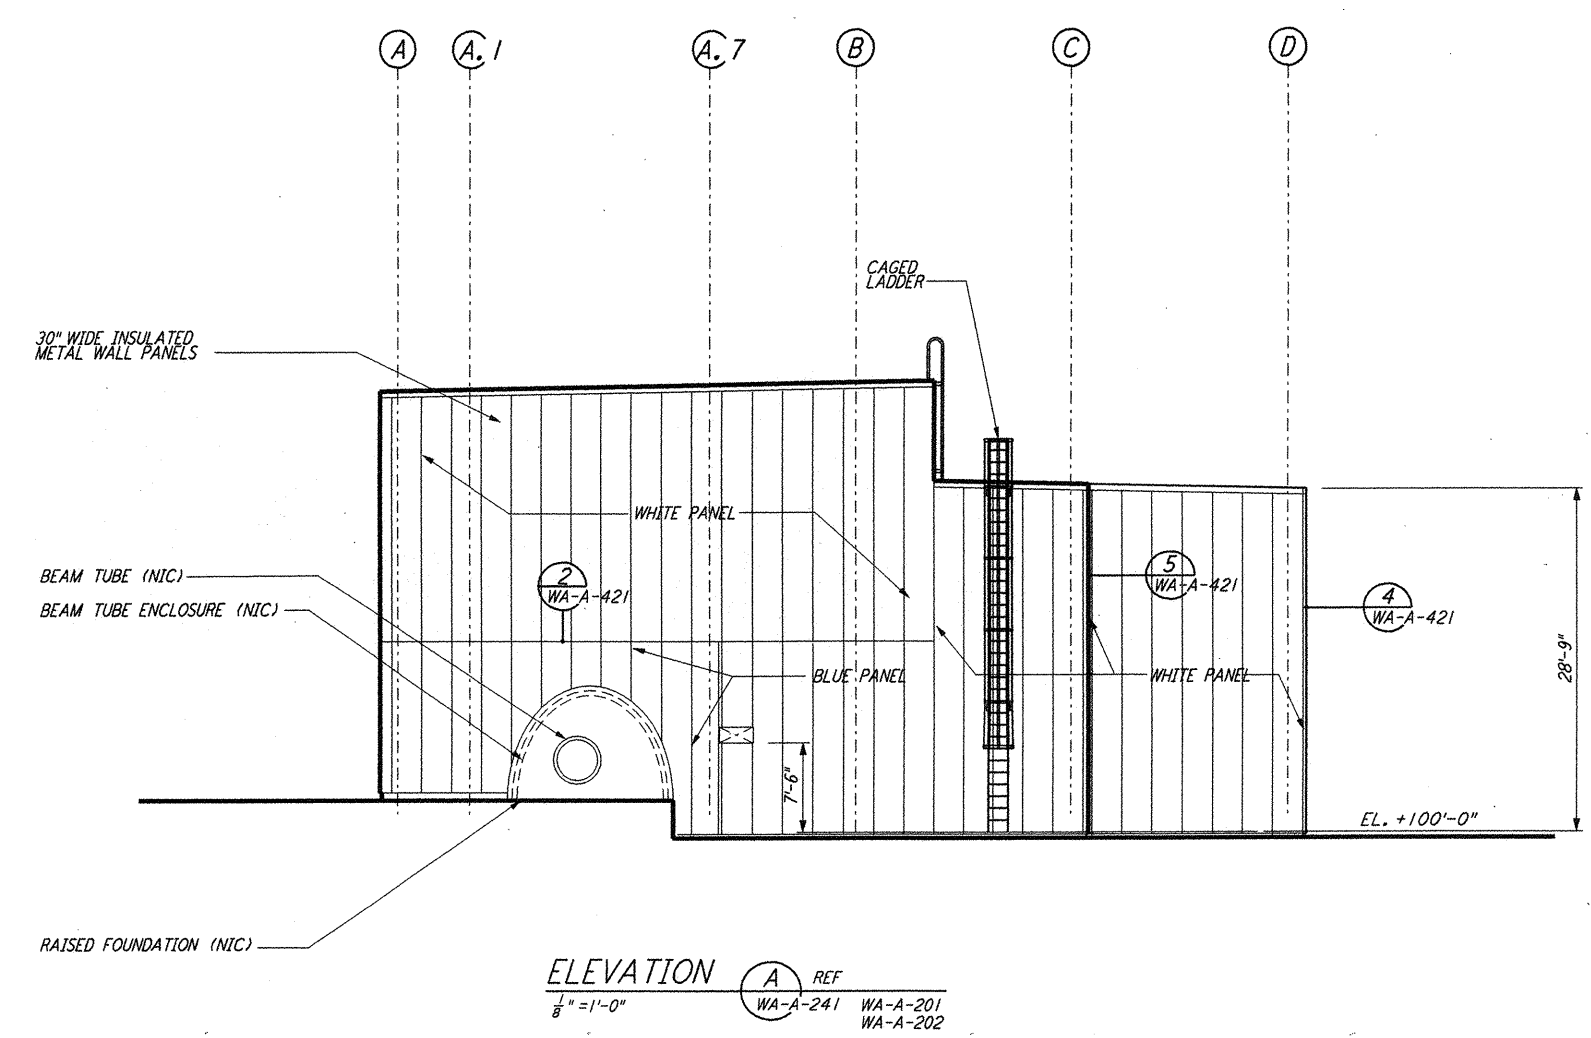 A
A.1
A.7
B
C
D
CAGED
LADDER
30" WIDE INSULATED
METAL WALL PANELS
WHITE PANEL
BEAM TUBE (NIC)
2
WA-A-421
5
WA-A-421
4
WA-A-421
BEAM TUBE ENCLOSURE (NIC)
BLUE PANEL
WHITE PANEL
28'-9"
7'-6"
EL. +100'-0"
RAISED FOUNDATION (NIC)
ELEVATION A REF
1/8" =1'-0" WA-A-241 WA-A-201
WA-A-202